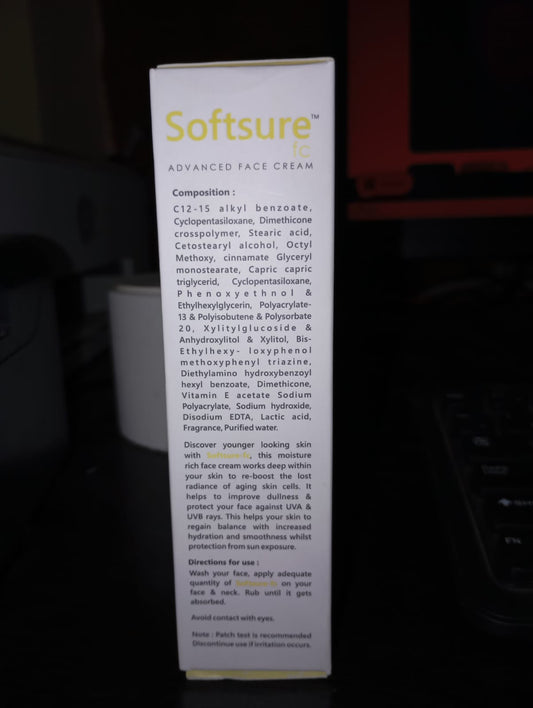 Softsure™
fc
ADVANCED FACE CREAM
Composition :
C12-15 alkyl benzoate,
Cyclopentasiloxane, Dimethicone
crosspolymer, Stearic acid,
Cetostearyl alcohol, Octyl
Methoxy, cinnamate Glyceryl
monostearate, Capric capric
triglycerid, Cyclopentasiloxane,
Phenoxyethnol &
Ethylhexylglycerin, Polyacrylate-
13 & Polyisobutene & Polysorbate
20, Xylitylglucoside &
Anhydroxylitol & Xylitol, Bis-
Ethylhexy- loxyphenol
methoxyphenyl triazine,
Diethylamino hydroxybenzoyl
hexyl benzoate, Dimethicone,
Vitamin E acetate Sodium
Polyacrylate, Sodium hydroxide,
Disodium EDTA, Lactic acid,
Fragrance, Purified water.
Discover younger looking skin
with Softsure-fc, this moisture
rich face cream works deep within
your skin to re-boost the lost
radiance of aging skin cells. It
helps to improve dullness &
protect your face against UVA &
UVB rays. This helps your skin to
regain balance with increased
hydration and smoothness whilst
protection from sun exposure.
Directions for use :
Wash your face, apply adequate
quantity of Softsure-fc on your
face & neck. Rub until it gets
absorbed.
Avoid contact with eyes.
Note : Patch test is recommended
Discontinue use if irritation occurs.
FN